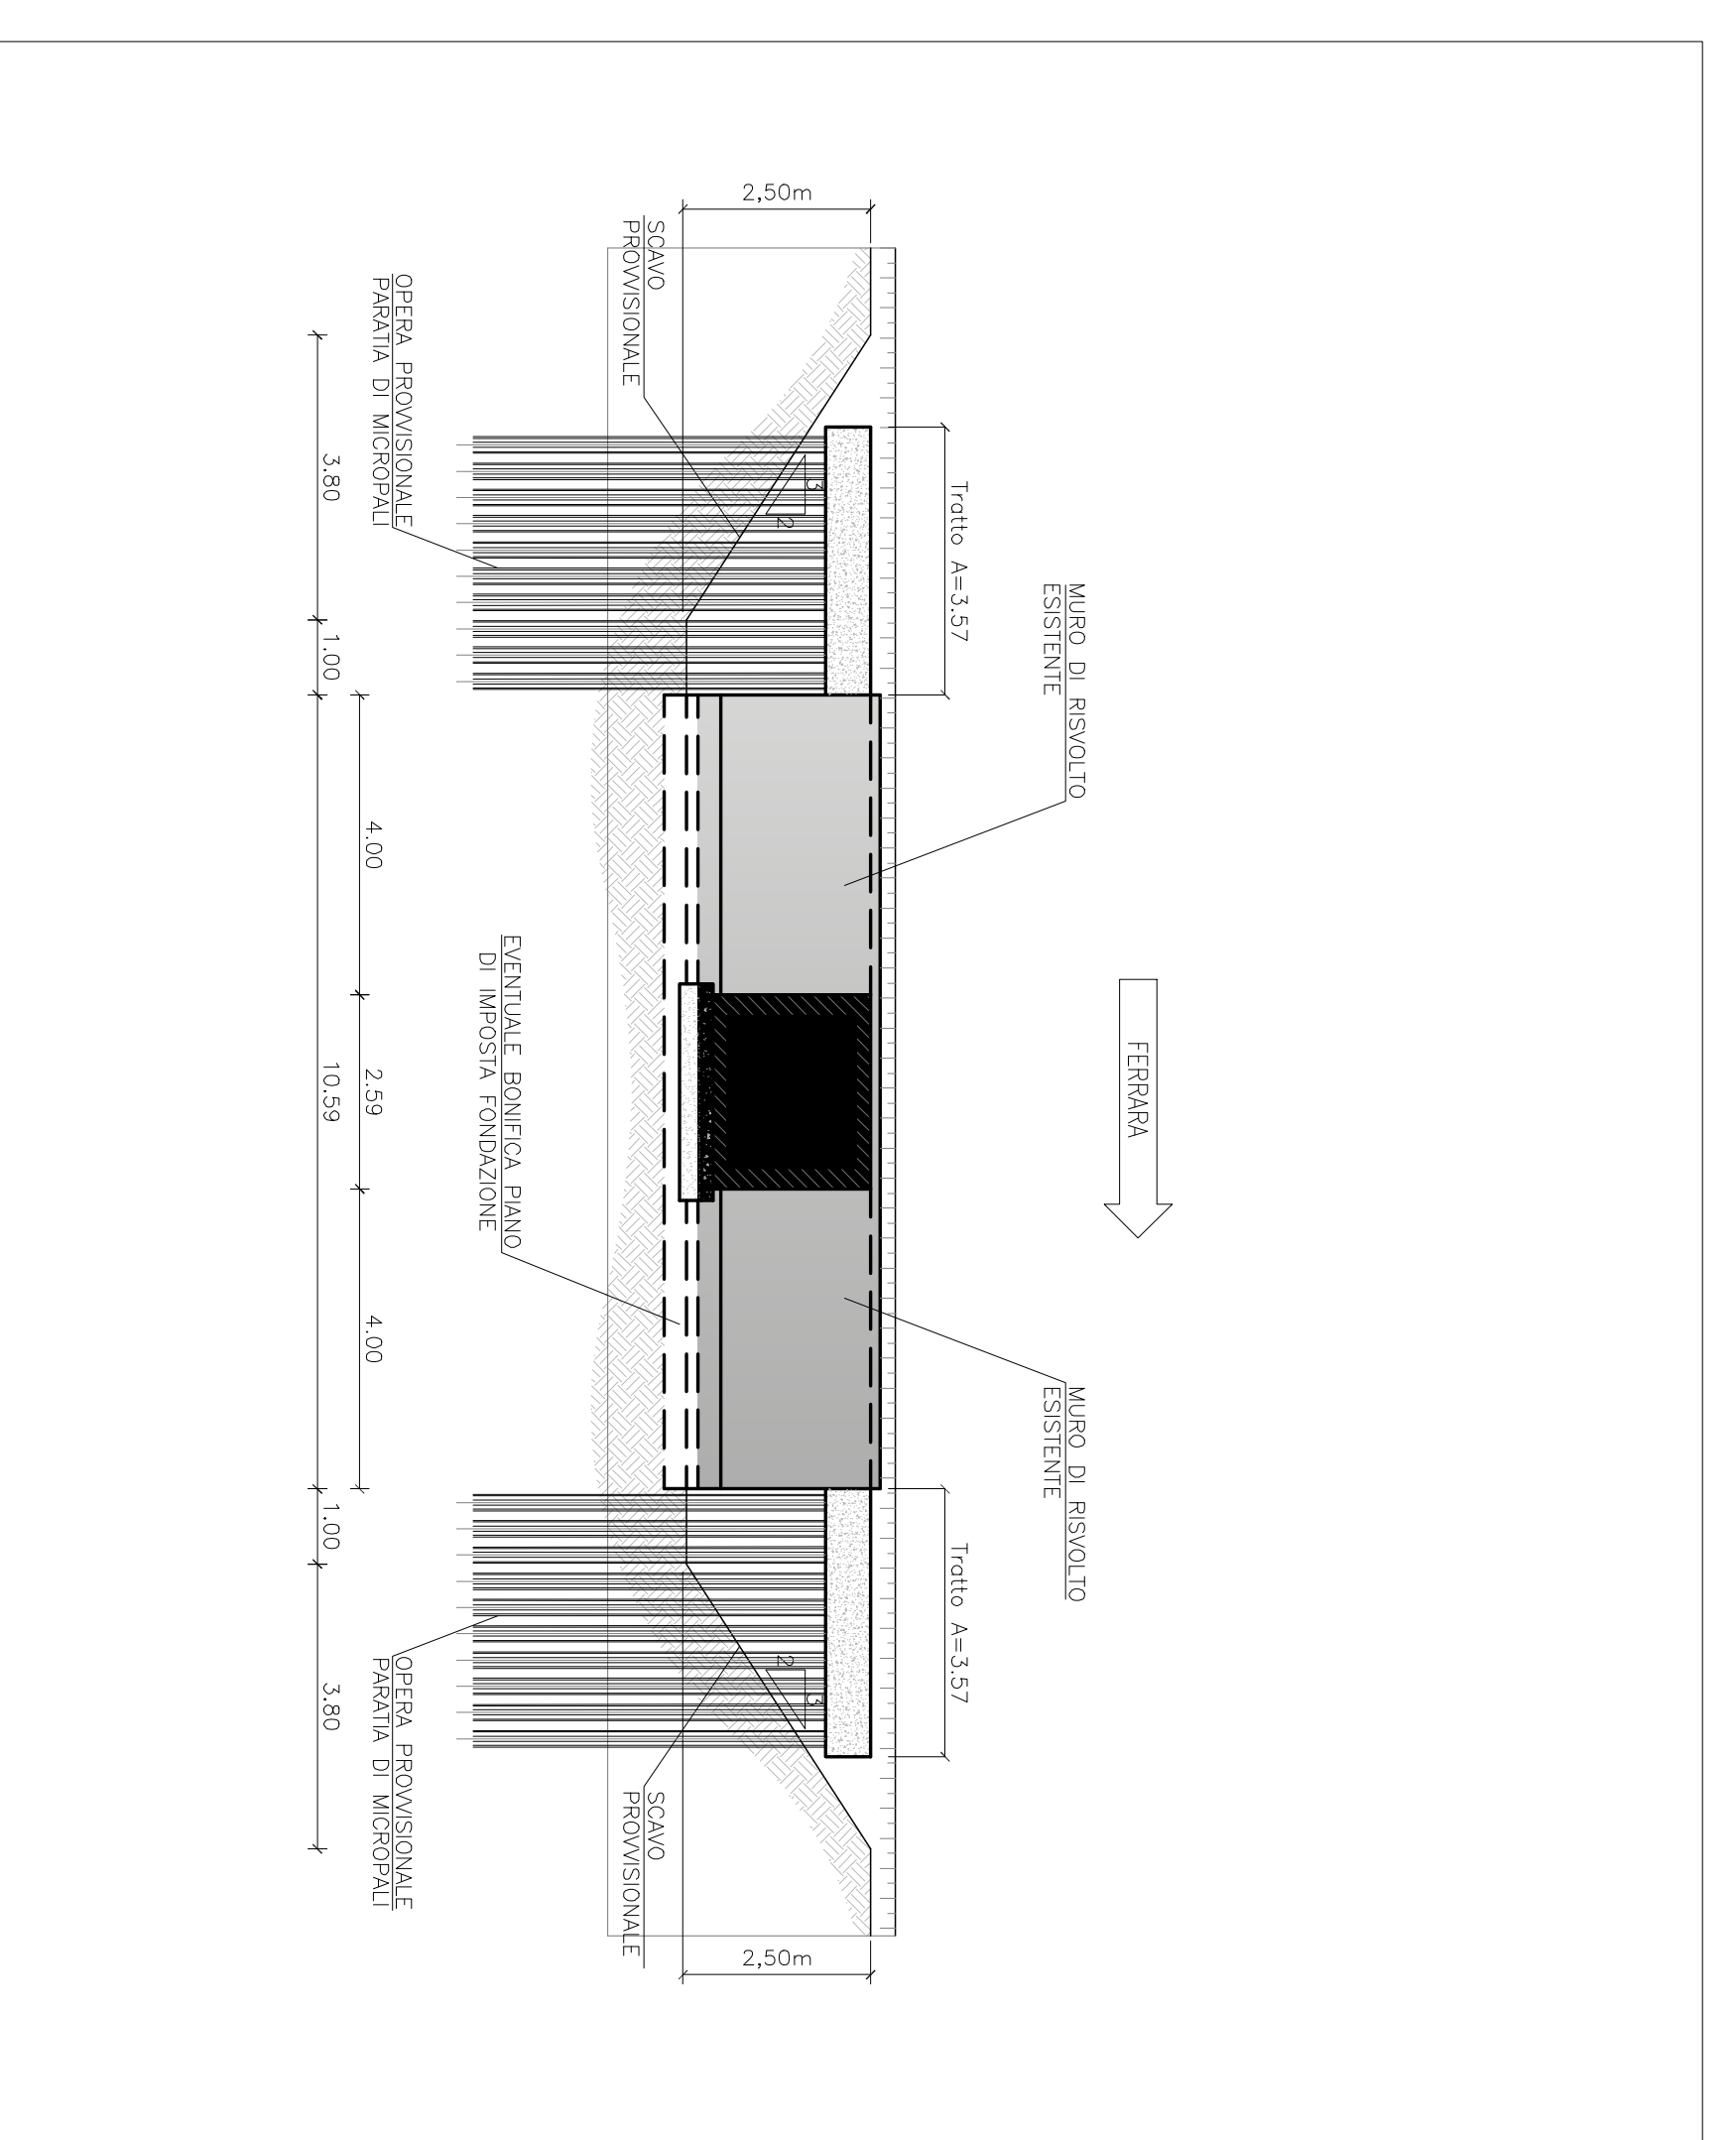 FERRARA
MURO DI RISVOLTO
ESISTENTE
MURO DI RISVOLTO
ESISTENTE
Tratto A=3.57
Tratto A=3.57
2,50m
2,50m
3
2
2
3
SCAVO
PROVVISIONALE
SCAVO
PROVVISIONALE
EVENTUALE BONIFICA PIANO
DI IMPOSTA FONDAZIONE
OPERA PROVVISIONALE
PARATIA DI MICROPALI
OPERA PROVVISIONALE
PARATIA DI MICROPALI
4.00
2.59
4.00
3.80
1.00
10.59
1.00
3.80